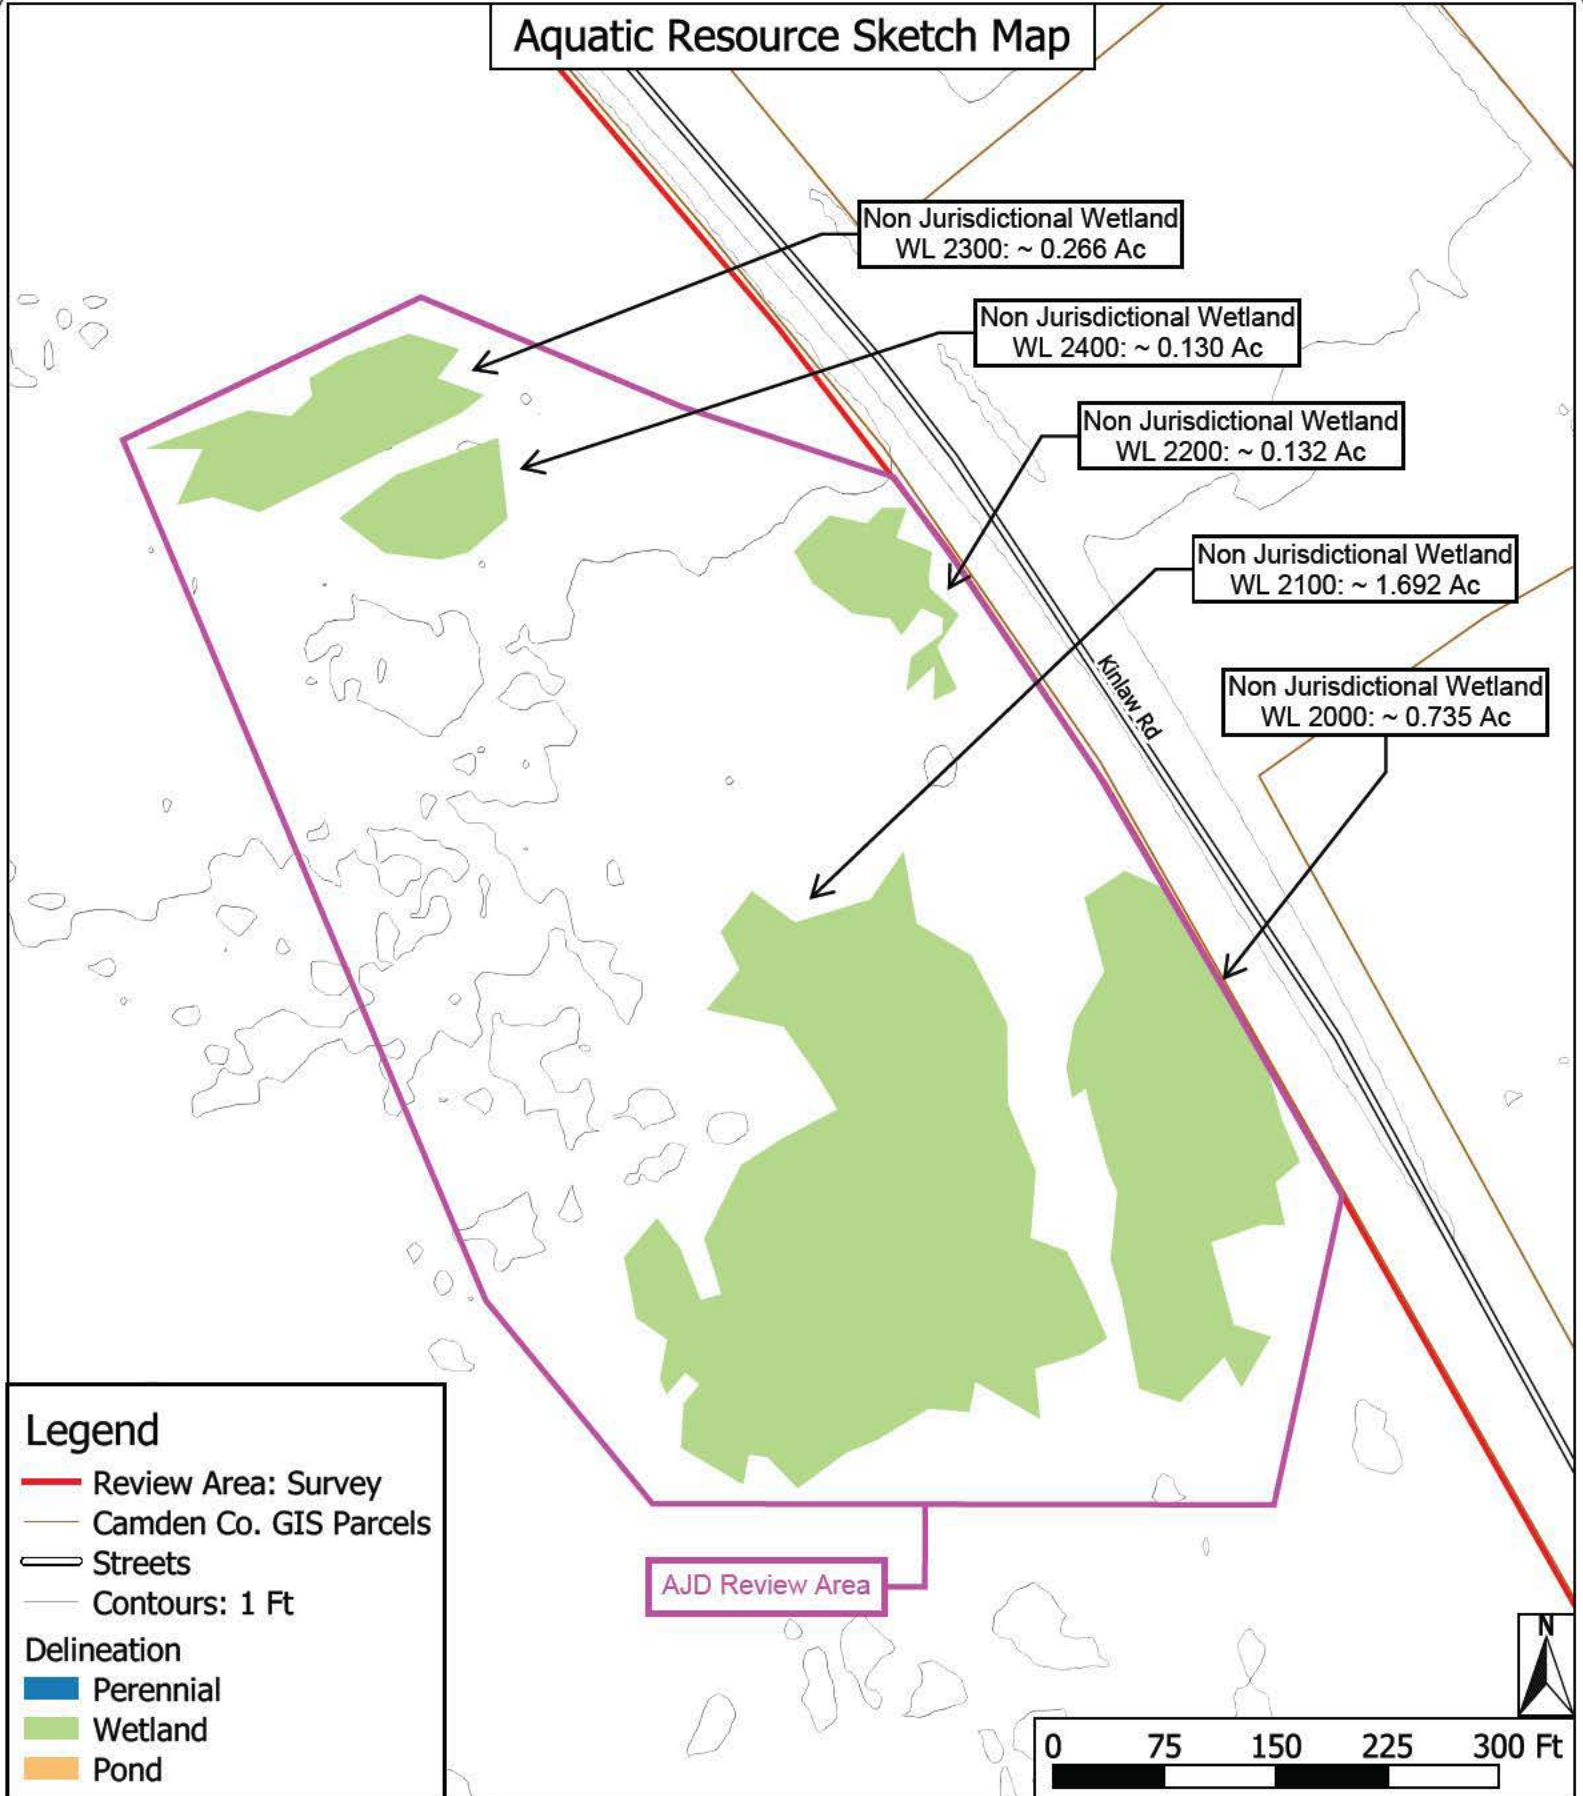 Aquatic Resource Sketch Map
Non Jurisdictional Wetland
WL 2300: ~ 0.266 Ac
Non Jurisdictional Wetland
WL 2400: ~ 0.130 Ac
Non Jurisdictional Wetland
WL 2200: ~ 0.132 Ac
Non Jurisdictional Wetland
WL 2100: ~ 1.692 Ac
Kinlaw Rd
Non Jurisdictional Wetland
WL 2000: ~ 0.735 Ac
Legend
Review Area: Survey
Camden Co. GIS Parcels
Streets
Contours: 1 Ft
Delineation
Perennial
Wetland
Pond
AJD Review Area
N
0 75 150 225 300 Ft